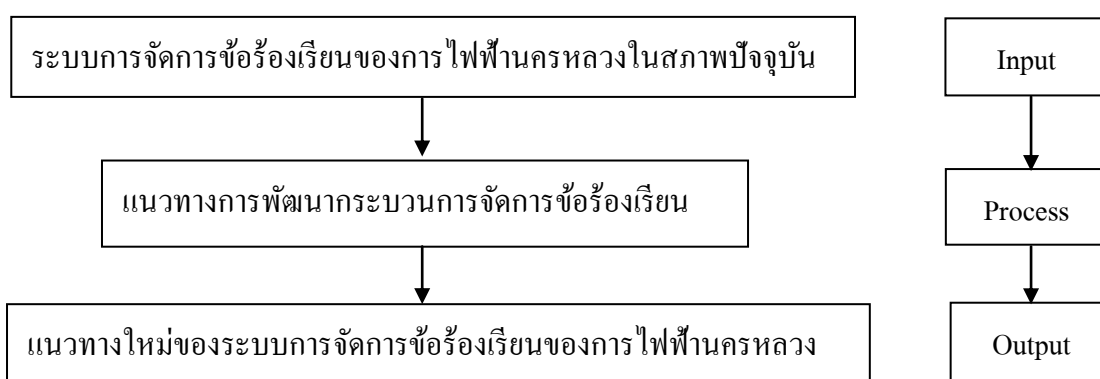 ระบบการจัดการข้อร้องเรียนของการไฟฟ้านครหลวงในสภาพปัจจุบัน
Input
แนวทางการพัฒนากระบวนการจัดการข้อร้องเรียน
Process
แนวทางใหม่ของระบบการจัดการข้อร้องเรียนของการไฟฟ้านครหลวง
Output